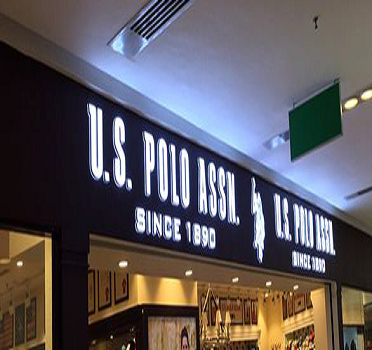 U.S. POLO ASSN.
SINCE 1890
U.S. POLO ASSN.
SINCE 1890